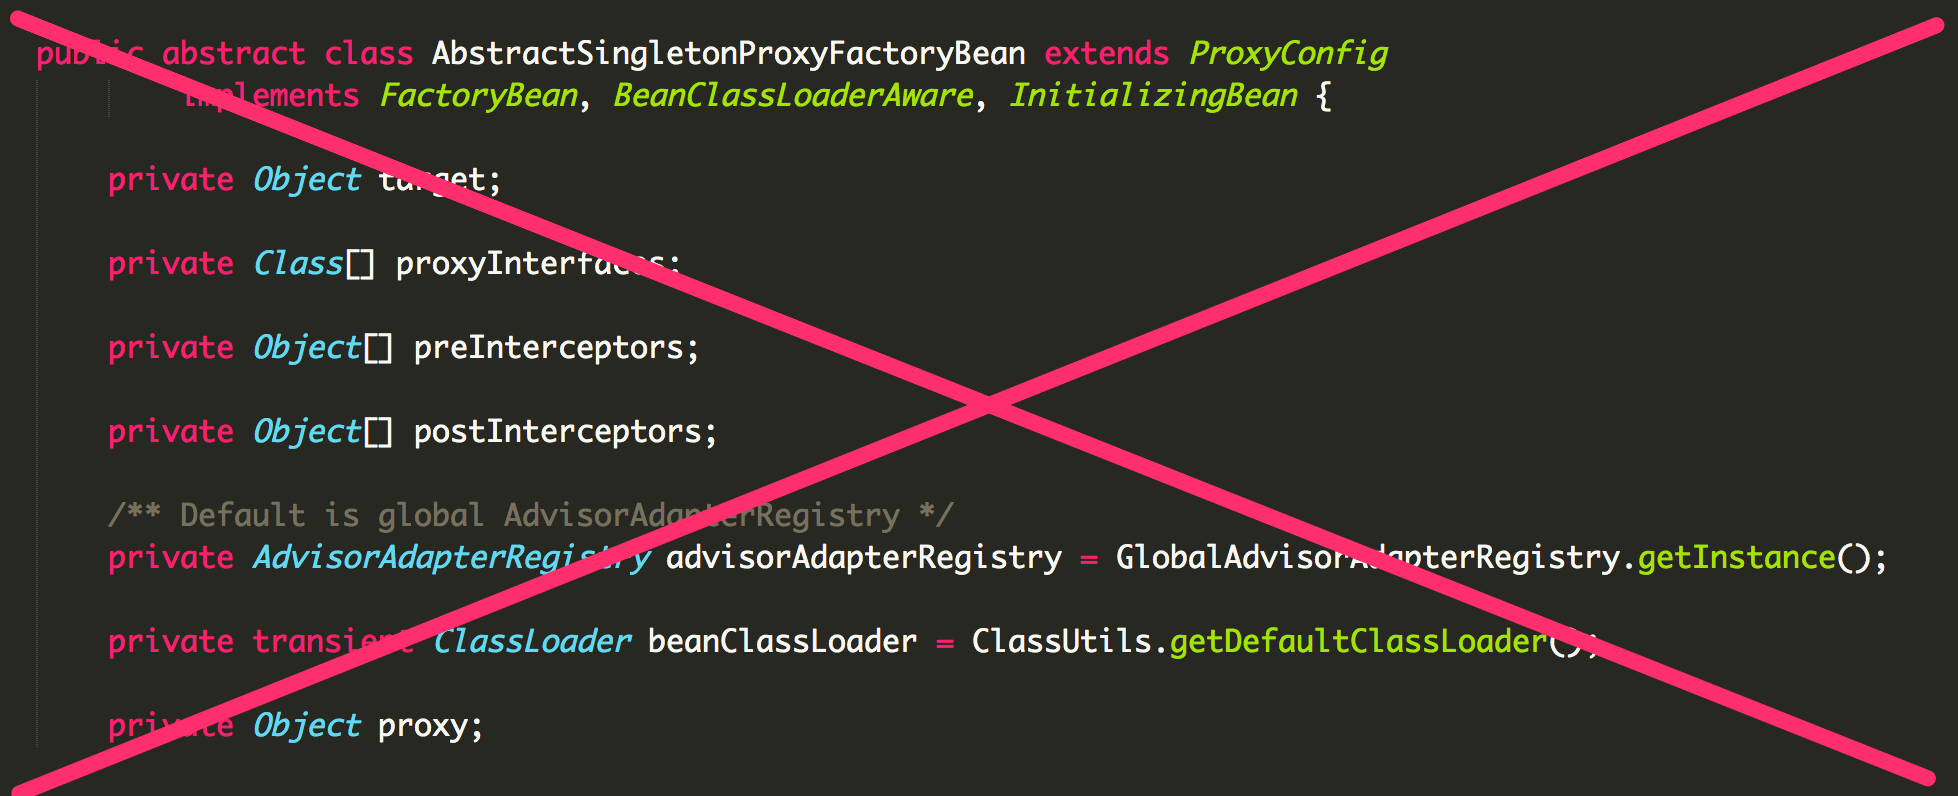 public abstract class AbstractSingletonProxyFactoryBean extends ProxyConfig
implements FactoryBean, BeanClassLoaderAware, InitializingBean {
private Object target;
private Class[] proxyInterfaces;
private Object[] preInterceptors;
private Object[] postInterceptors;
/** Default is global AdvisorAdapterRegistry */
private AdvisorAdapterRegistry advisorAdapterRegistry = GlobalAdvisorAdapterRegistry.getInstance();
private transient ClassLoader beanClassLoader = ClassUtils.getDefaultClassLoader();
private Object proxy;